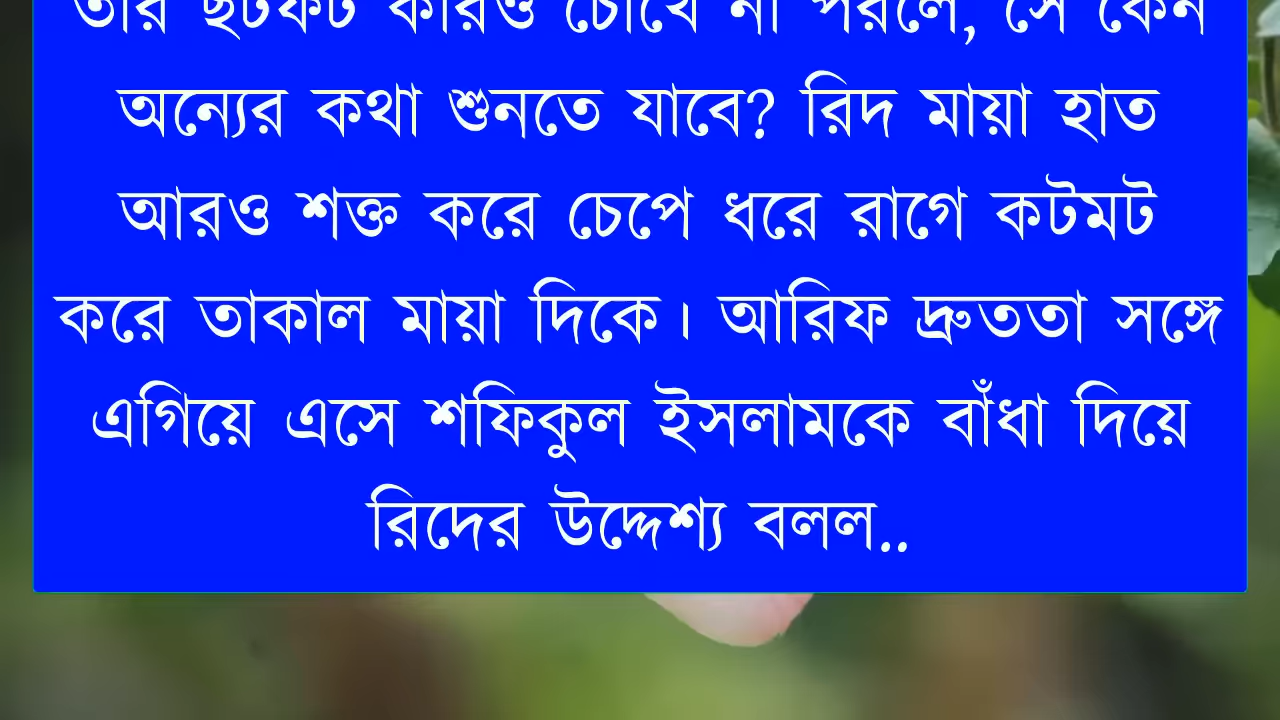 তার ছটফট কারও চোখে না পরলে, সে কেন
অন্যের কথা শুনতে যাবে? রিদ মায়া হাত
আরও শক্ত করে চেপে ধরে রাগে কটমট
করে তাকাল মায়া দিকে। আরিফ দ্রুততা সঙ্গে
এগিয়ে এসে শফিকুল ইসলামকে বাঁধা দিয়ে
রিদের উদ্দেশ্য বলল..